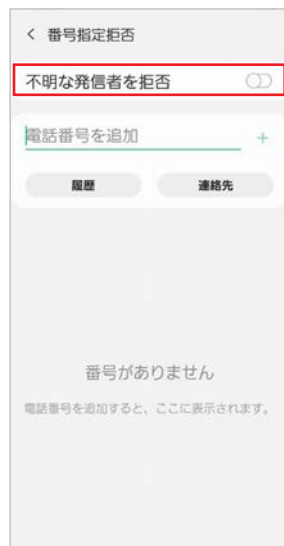 番号指定拒否
不明な発信者を拒否
電話番号を追加
履歴 連絡先
番号がありません
電話番号を追加すると、ここに表示されます。